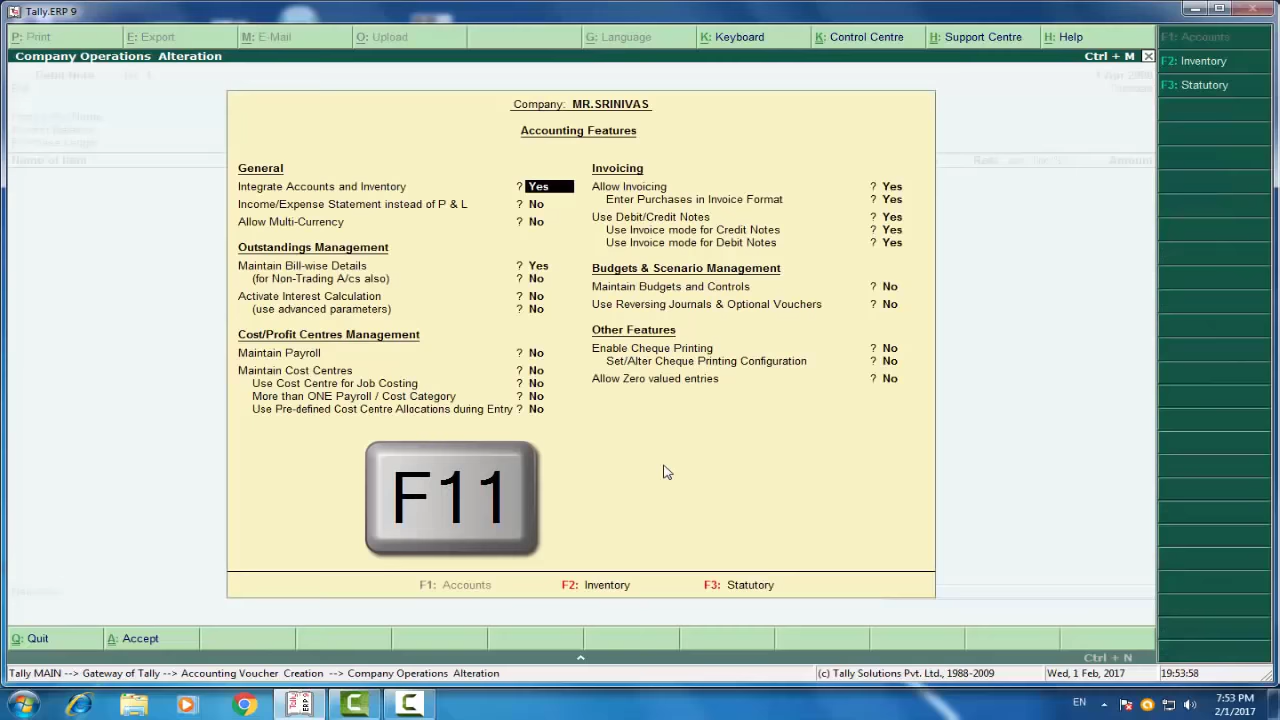 Tally.ERP 9
P: Print E: Export M: E-Mail O: Upload G: Language K: Keyboard K: Control Centre H: Support Centre H: Help
F1: Accounts
F2: Inventory
F3: Statutory
Company Operations Alteration Ctrl + M
Company: MR.SRINIVAS
Accounting Features
General
Integrate Accounts and Inventory ? Yes
Income/Expense Statement instead of P & L ? No
Allow Multi-Currency ? No
Outstandings Management
Maintain Bill-wise Details ? Yes
(for Non-Trading A/cs also) ? No
Activate Interest Calculation ? No
(use advanced parameters) ? No
Cost/Profit Centres Management
Maintain Payroll ? No
Maintain Cost Centres ? No
Use Cost Centre for Job Costing ? No
More than ONE Payroll / Cost Category ? No
Use Pre-defined Cost Centre Allocations during Entry ? No
Invoicing
Allow Invoicing ? Yes
Enter Purchases in Invoice Format ? Yes
Use Debit/Credit Notes ? Yes
Use Invoice mode for Credit Notes ? Yes
Use Invoice mode for Debit Notes ? Yes
Budgets & Scenario Management
Maintain Budgets and Controls ? No
Use Reversing Journals & Optional Vouchers ? No
Other Features
Enable Cheque Printing ? No
Set/Alter Cheque Printing Configuration ? No
Allow Zero valued entries ? No
F11
F1: Accounts F2: Inventory F3: Statutory
Q: Quit A: Accept
Ctrl + N
Tally MAIN --> Gateway of Tally --> Accounting Voucher Creation --> Company Operations Alteration (c) Tally Solutions Pvt. Ltd., 1988-2009 Wed, 1 Feb, 2017 19:53:58
EN 7:53 PM
2/1/2017